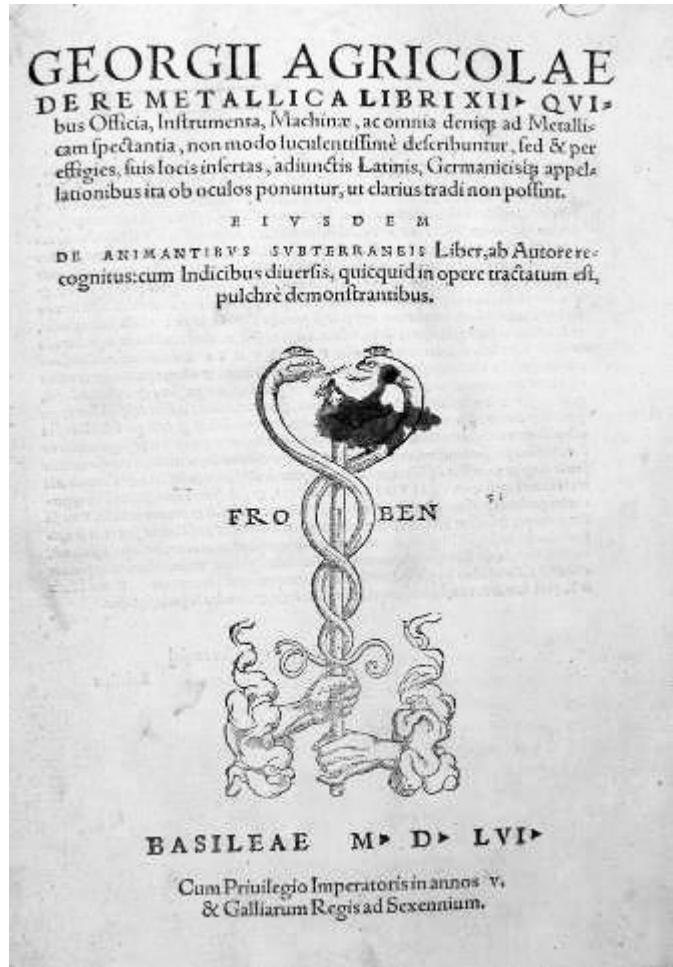 GEORGII AGRICOLAE
DE RE METALLICA LIBRI XII▸ QVI⸗
bus Officia, Inſtrumenta, Machinæ, ac omnia deniqꝫ ad Metalli⸗
cam ſpectantia, non modo luculentiſſimè deſcribuntur, ſed & per
effigies, ſuis locis inſertas, adiunctis Latinis, Germanicisqꝫ appel⸗
lationibus ita ob oculos ponuntur, ut clarius tradi non poſſint.
EIVSDEM
DE ANIMANTIBVS SVBTERRANEIS Liber, ab Autore re⸗
cognitus: cum Indicibus diuerſis, quicquid in opere tractatum eſt,
pulchrè demonſtrantibus.
FRO BEN
BASILEAE M▸ D▸ LVI▸
Cum Priuilegio Imperatoris in annos v.
& Galliarum Regis ad Sexennium.